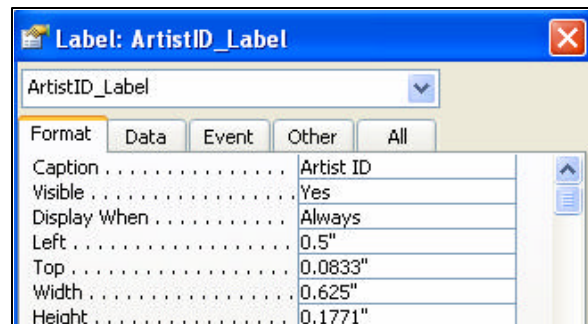 Label: ArtistID_Label
ArtistID_Label
Format Data Event Other All
Caption . . . . . . . . . . . . . . . Artist ID
Visible . . . . . . . . . . . . . . . . Yes
Display When . . . . . . . . . . . Always
Left . . . . . . . . . . . . . . . . . . 0.5"
Top . . . . . . . . . . . . . . . . . . 0.0833"
Width . . . . . . . . . . . . . . . . 0.625"
Height . . . . . . . . . . . . . . . . 0.1771"